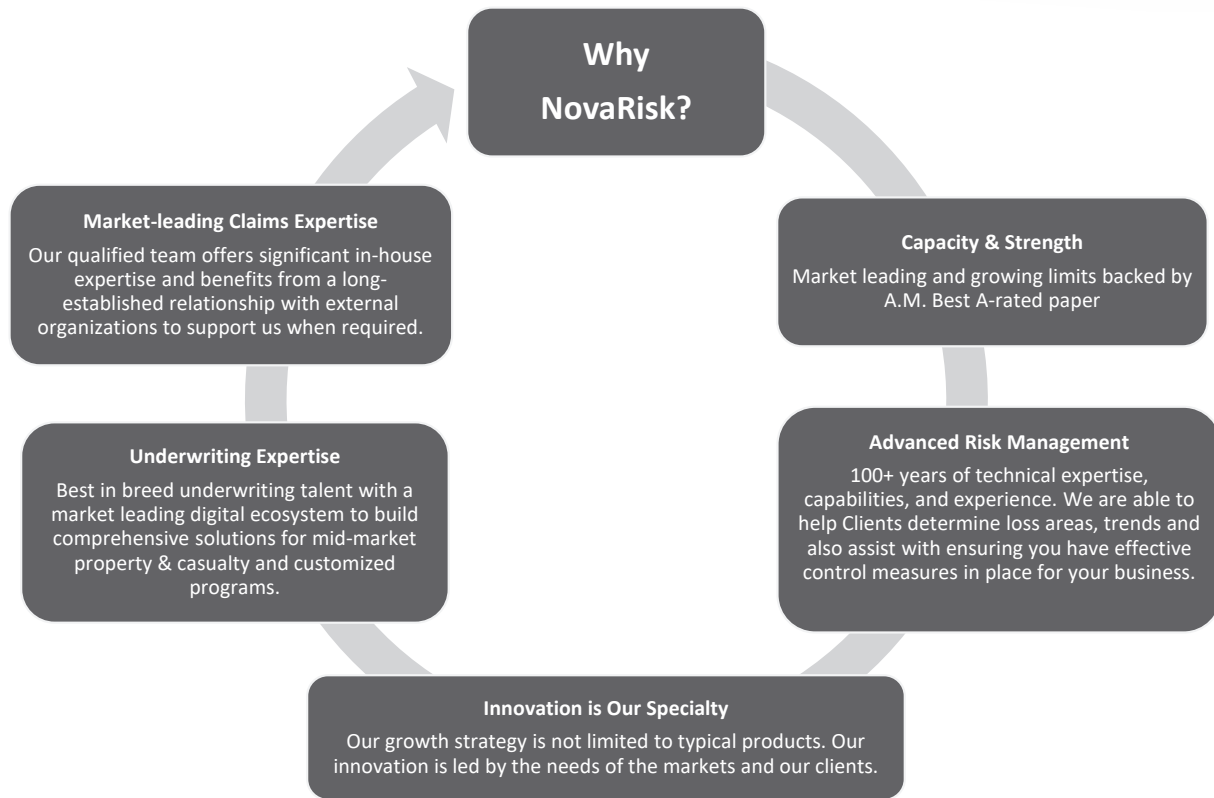 Why
NovaRisk?
Capacity & Strength
Market leading and growing limits backed by
A.M. Best A-rated paper
Advanced Risk Management
100+ years of technical expertise,
capabilities, and experience. We are able to
help Clients determine loss areas, trends and
also assist with ensuring you have effective
control measures in place for your business.
Innovation is Our Specialty
Our growth strategy is not limited to typical products. Our
innovation is led by the needs of the markets and our clients.
Underwriting Expertise
Best in breed underwriting talent with a
market leading digital ecosystem to build
comprehensive solutions for mid-market
property & casualty and customized
programs.
Market-leading Claims Expertise
Our qualified team offers significant in-house
expertise and benefits from a long-
established relationship with external
organizations to support us when required.